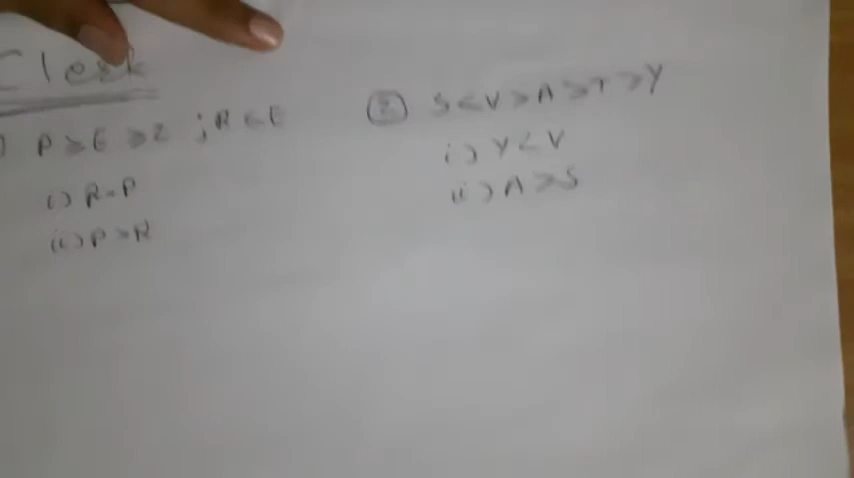 Clerk
P ≥ E ≥ Z ; R < E
i) R = P
ii) P > R
② S < V > A ≥ T > Y
i) Y < V
ii) A > S